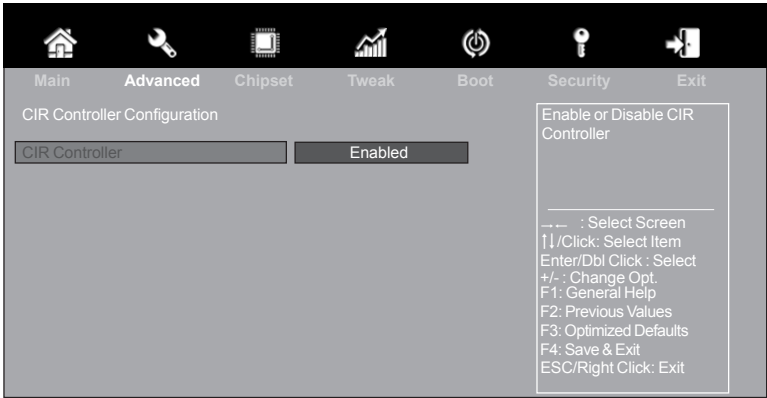 Main Advanced Chipset Tweak Boot Security Exit
CIR Controller Configuration
CIR Controller Enabled
Enable or Disable CIR
Controller
→← : Select Screen
↑↓/Click: Select Item
Enter/Dbl Click : Select
+/- : Change Opt.
F1: General Help
F2: Previous Values
F3: Optimized Defaults
F4: Save & Exit
ESC/Right Click: Exit